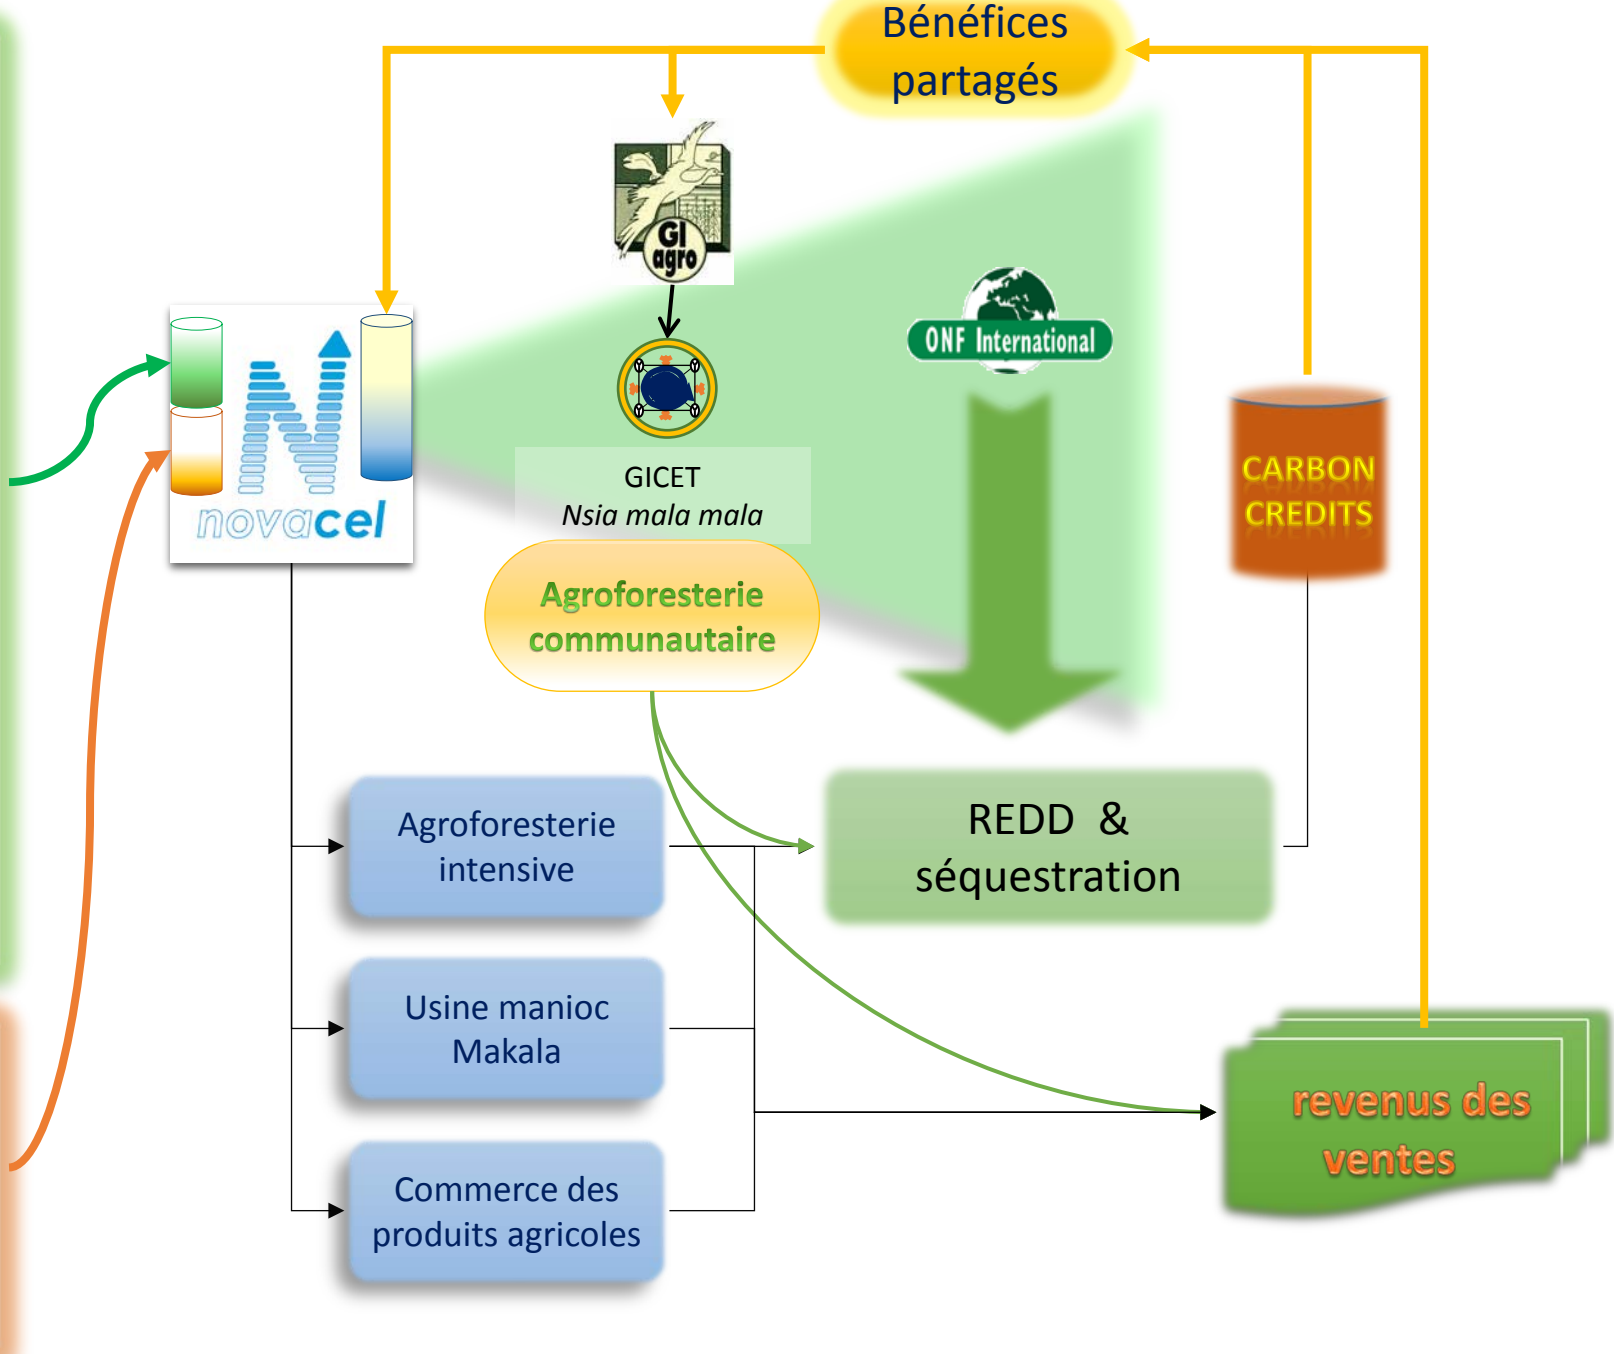 Bénéfices
partagés
GI
agro
ONF International
novacel
GICET
Nsia mala mala
CARBON
CREDITS
Agroforesterie
communautaire
Agroforesterie
intensive
REDD &
séquestration
Usine manioc
Makala
revenus des
ventes
Commerce des
produits agricoles